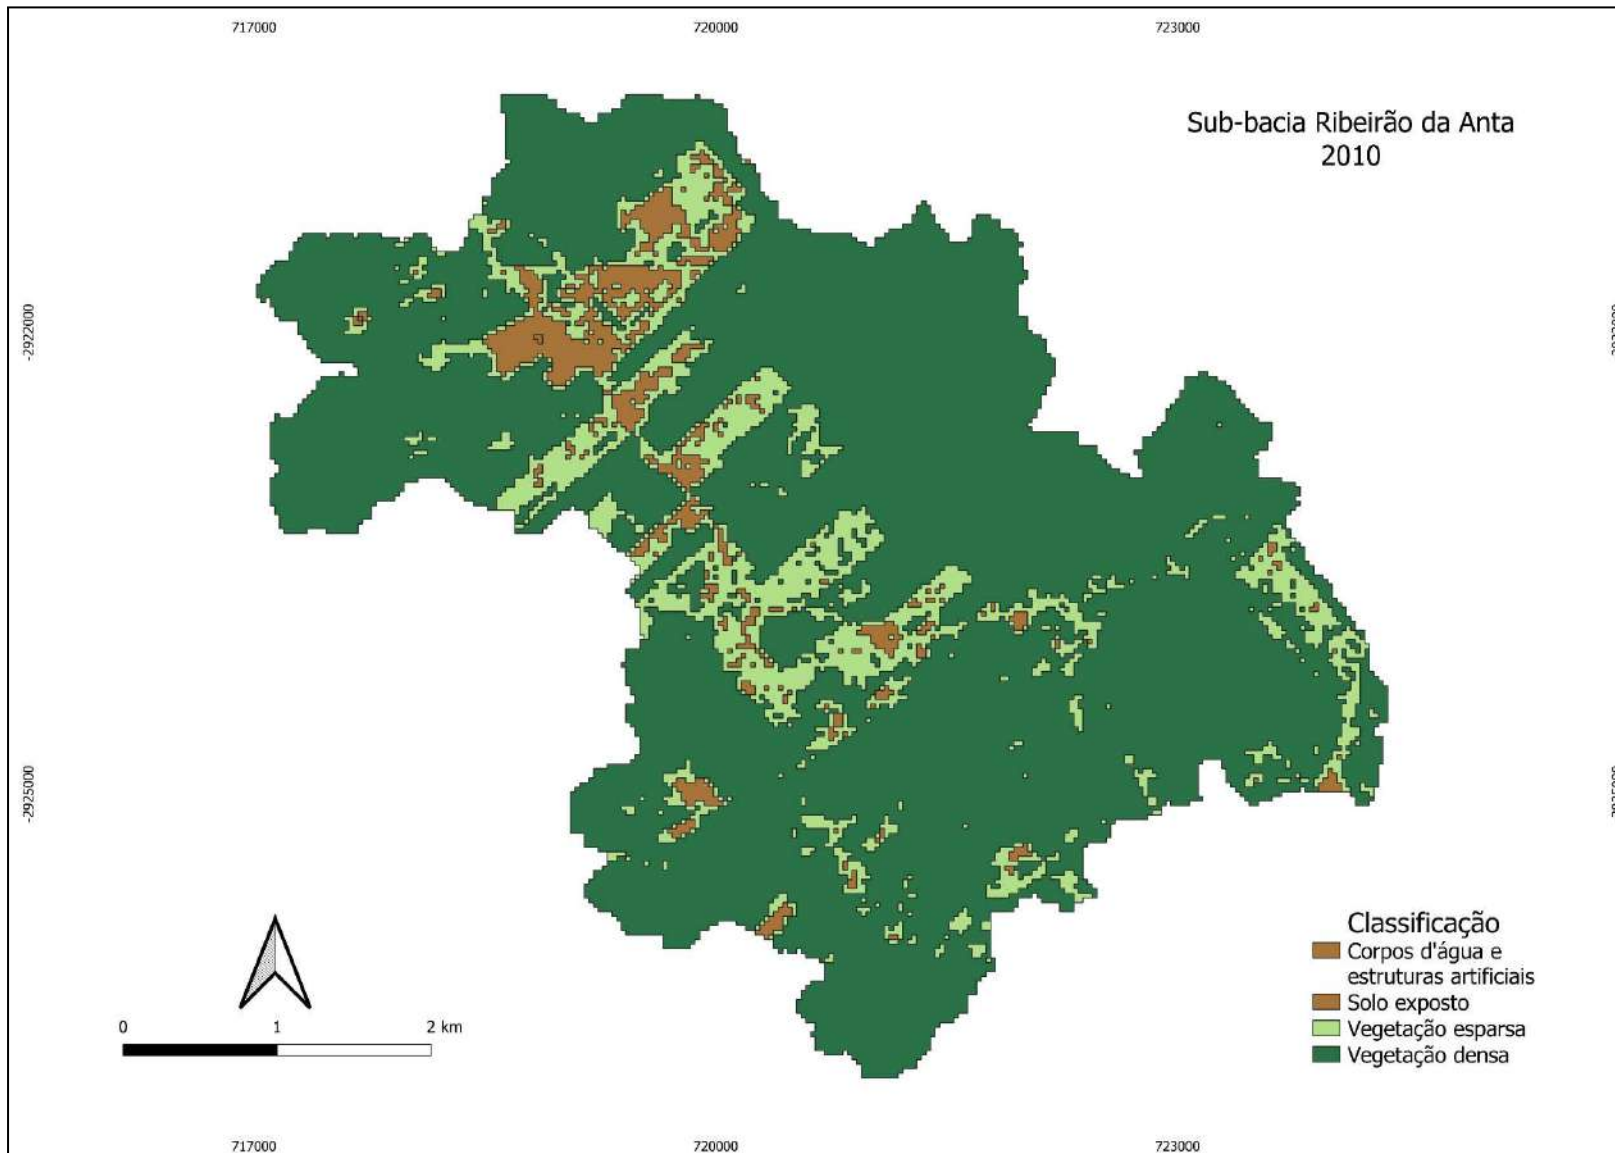 717000 720000 723000
Sub-bacia Ribeirão da Anta
2010
-2922000
-2925000
Classificação
Corpos d'água e
estruturas artificiais
Solo exposto
Vegetação esparsa
Vegetação densa
0 1 2 km
717000 720000 723000